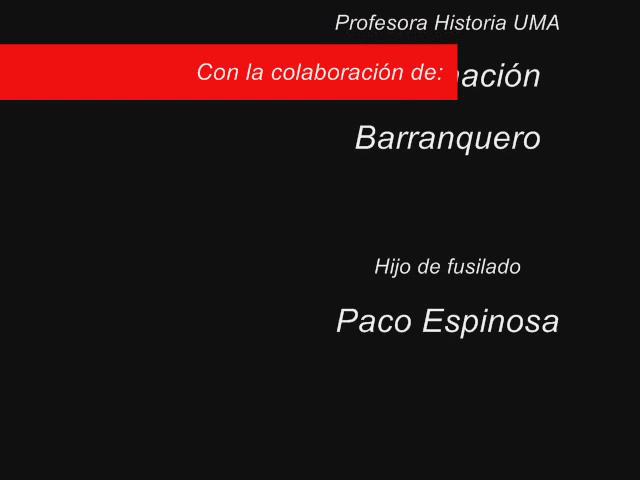 Profesora Historia UMA
Con la colaboración de:
Barranquero
Hijo de fusilado
Paco Espinosa